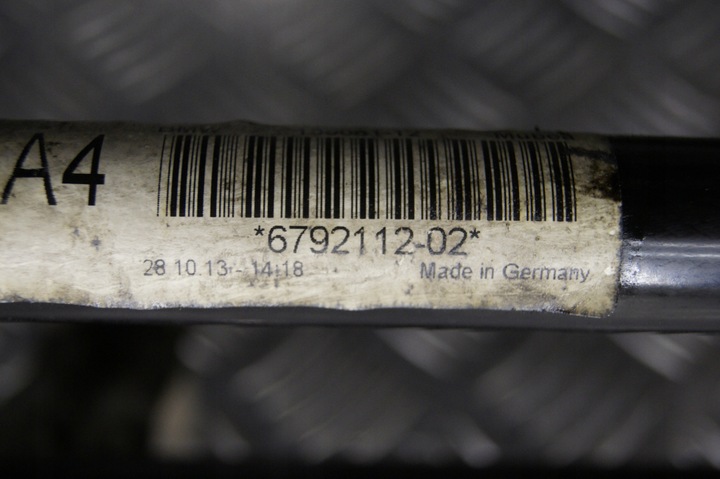 A4
*6792112-02*
28.10.13 - 14:18 Made in Germany